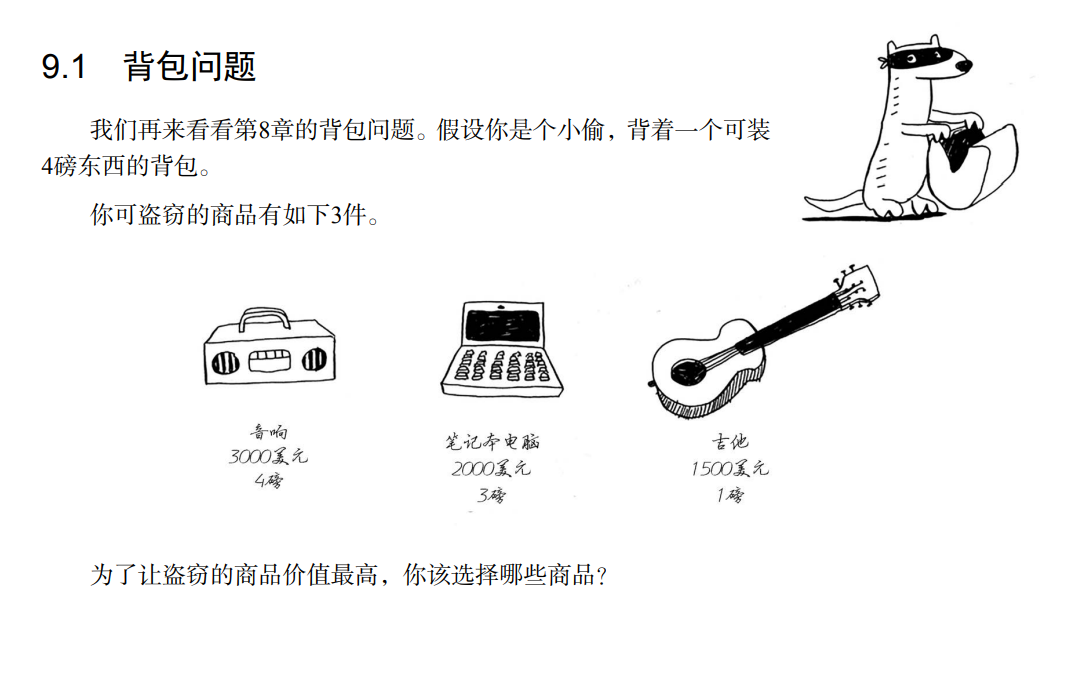 9.1 背包问题
我们再来看看第8章的背包问题。假设你是个小偷，背着一个可装
4磅东西的背包。
你可盗窃的商品有如下3件。
音响
3000美元
4磅
笔记本电脑
2000美元
3磅
吉他
1500美元
1磅
为了让盗窃的商品价值最高，你该选择哪些商品？